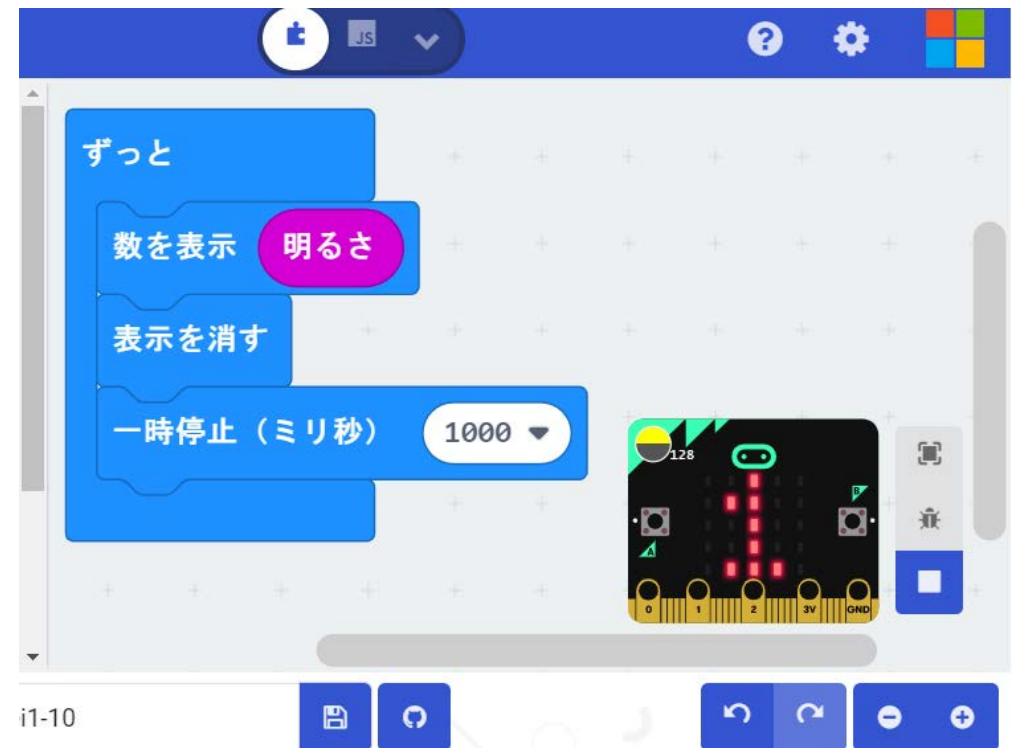 JS
ずっと
数を表示 明るさ
表示を消す
一時停止（ミリ秒） 1000
128
B
A
0 1 2 3V GND
i1-10